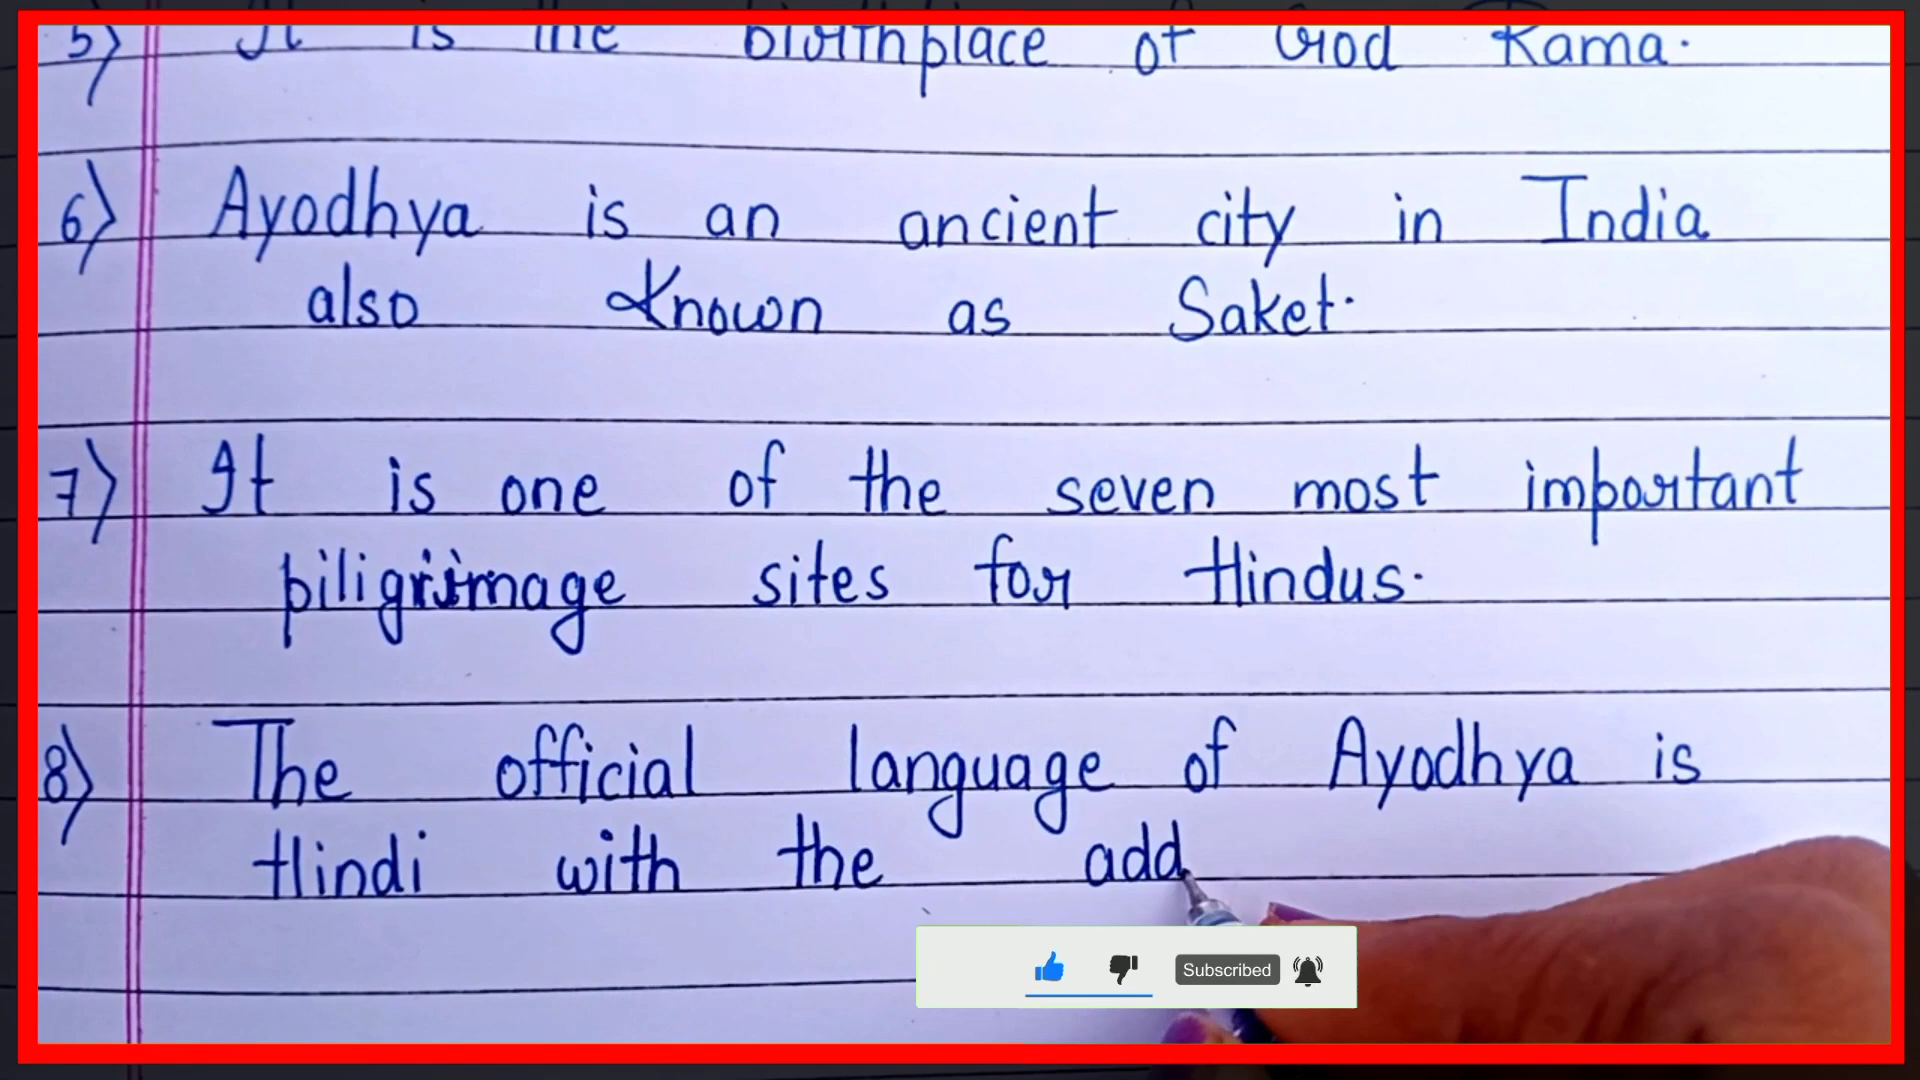 5) It is the birthplace of God Rama.
6) Ayodhya is an ancient city in India
also Known as Saket.
7) It is one of the seven most important
piligrimage sites for Hindus.
8) The official language of Ayodhya is
Hindi with the add
Subscribed